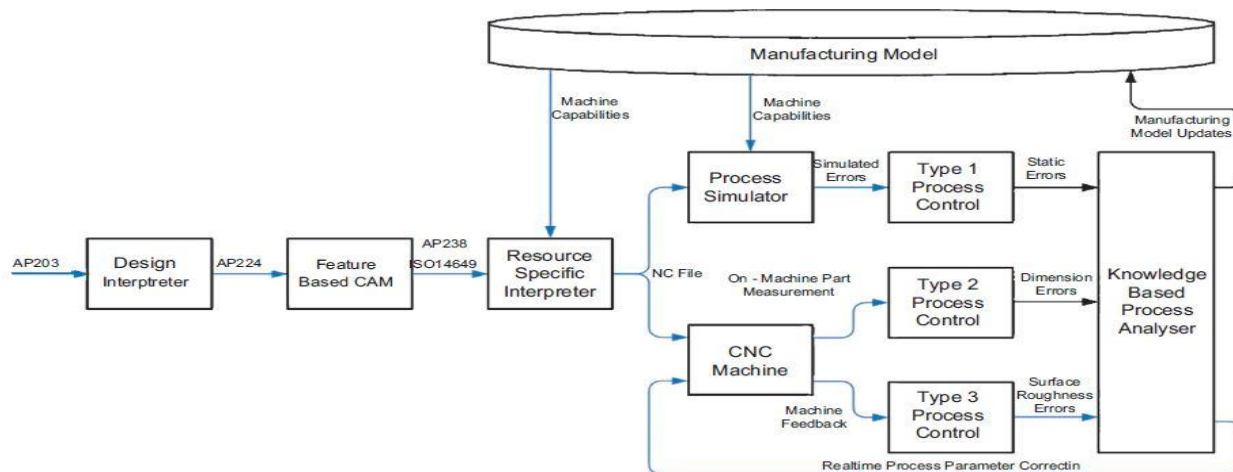 Manufacturing Model
Machine
Capabilities
Machine
Capabilities
Manufacturing
Model Updates
Process
Simulator
Simulated
Errors
Type 1
Process
Control
Static
Errors
AP203
Design
Interptreter
AP224
Feature
Based CAM
AP238
ISO14649
Resource
Specific
Interpreter
NC File
On - Machine Part
Measurement
Type 2
Process
Control
Dimension
Errors
Knowledge
Based
Process
Analyser
CNC
Machine
Machine
Feedback
Type 3
Process
Control
Surface
Roughness
Errors
Realtime Process Parameter Correctin